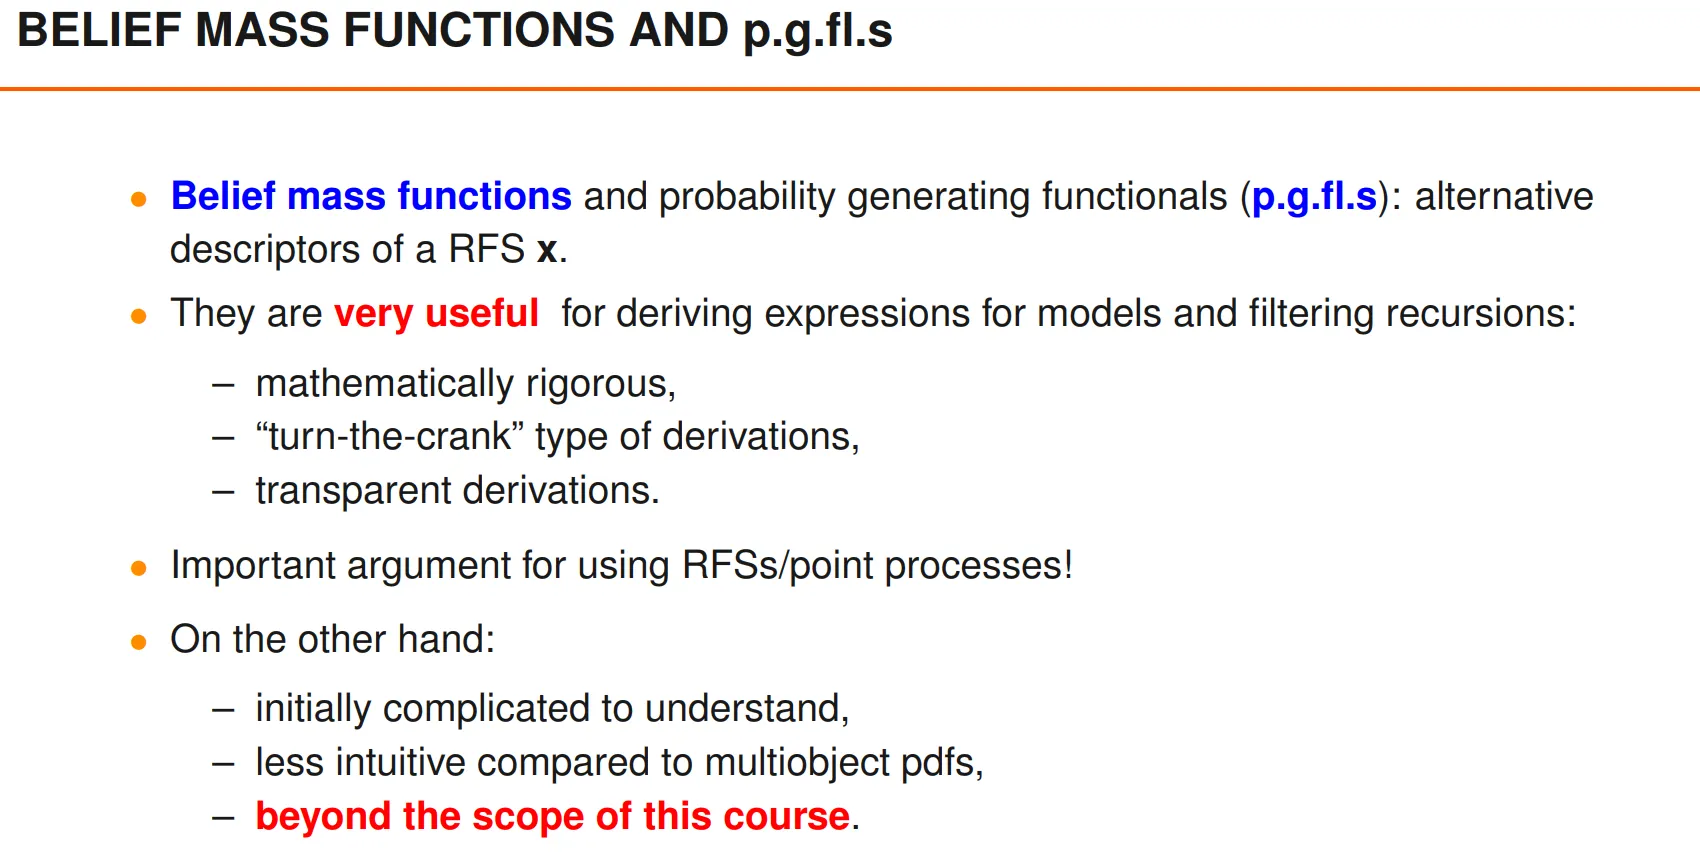 BELIEF MASS FUNCTIONS AND p.g.fl.s
• Belief mass functions and probability generating functionals (p.g.fl.s): alternative
descriptors of a RFS x.
• They are very useful for deriving expressions for models and filtering recursions:
– mathematically rigorous,
– “turn-the-crank” type of derivations,
– transparent derivations.
• Important argument for using RFSs/point processes!
• On the other hand:
– initially complicated to understand,
– less intuitive compared to multiobject pdfs,
– beyond the scope of this course.